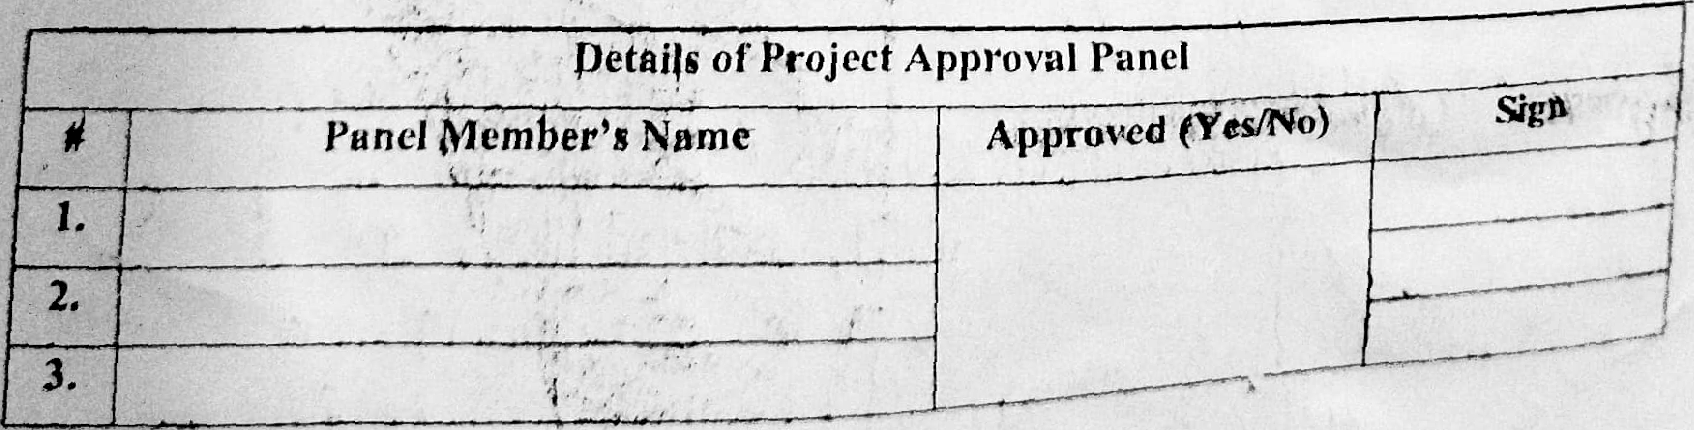 Details of Project Approval Panel
# Panel Member's Name Approved (Yes/No) Sign
1.
2.
3.